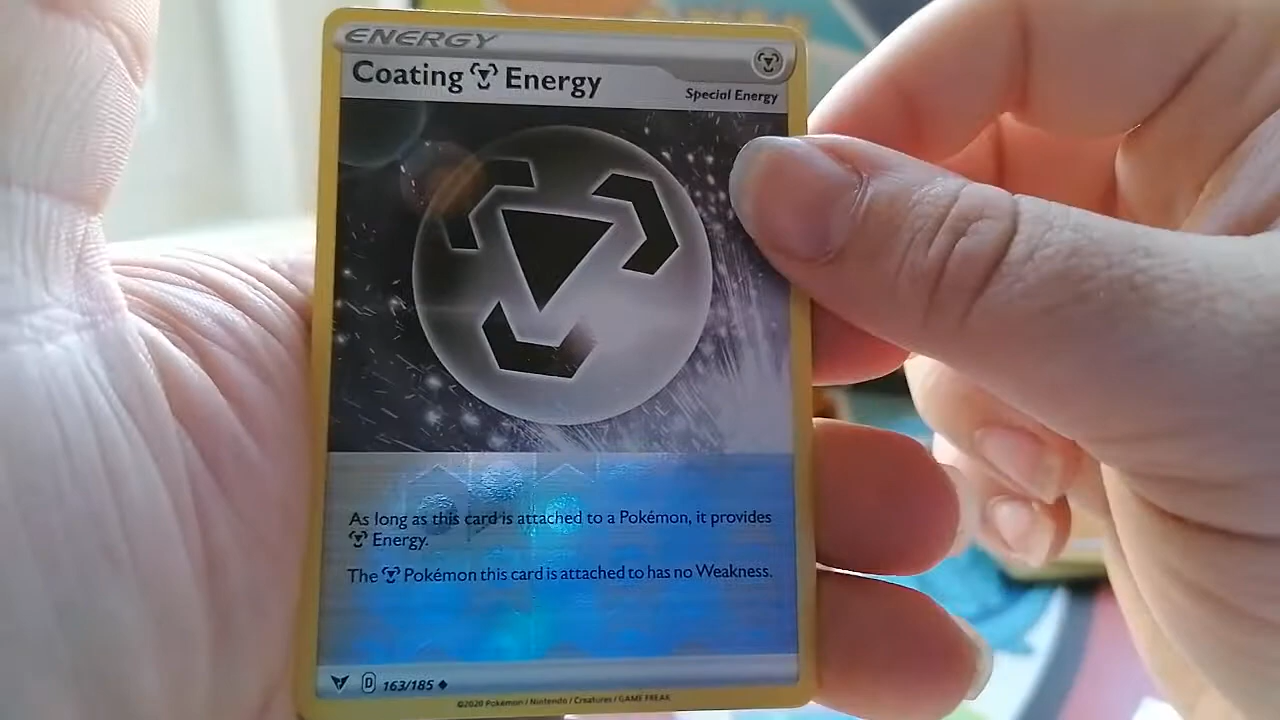 ENERGY
Coating Energy
Special Energy
As long as this card is attached to a Pokémon, it provides
Energy.
The Pokémon this card is attached to has no Weakness.
D 163/185
©2020 Pokémon / Nintendo / Creatures / GAME FREAK